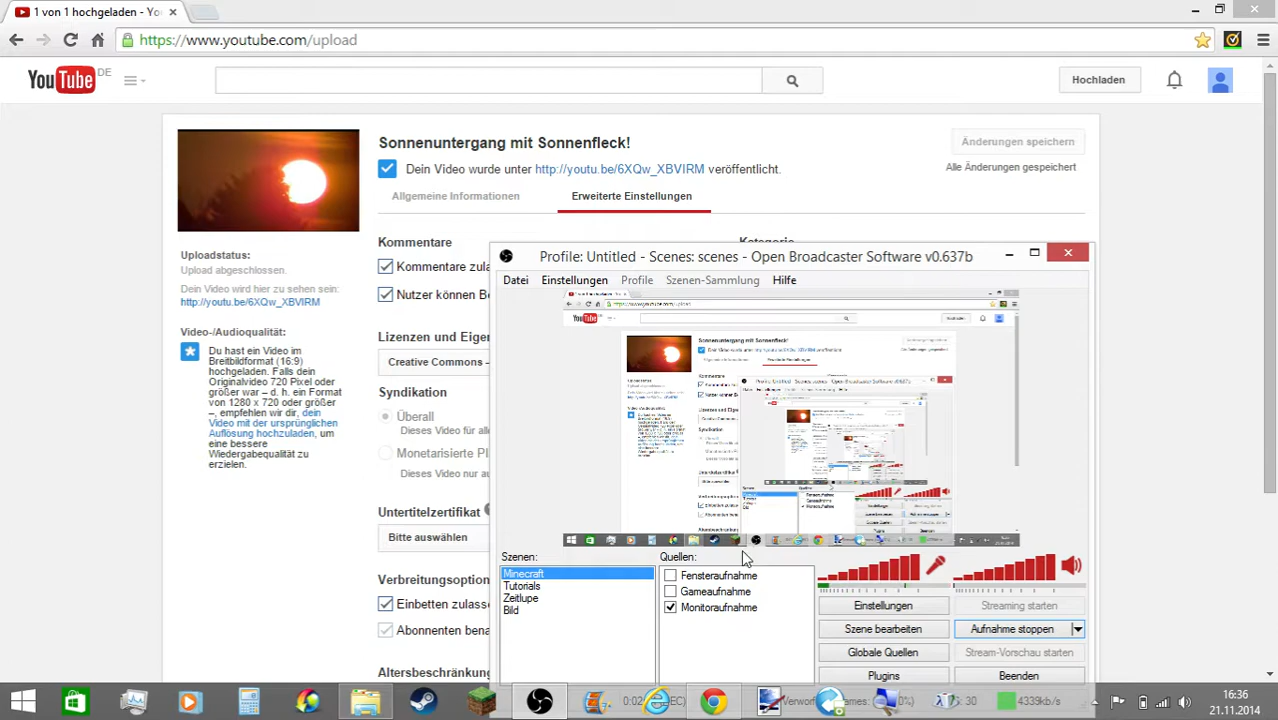 1 von 1 hochgeladen - Yo
https://www.youtube.com/upload
YouTube DE
Hochladen
Sonnenuntergang mit Sonnenfleck!
Änderungen speichern
Dein Video wurde unter http://youtu.be/6XQw_XBVIRM veröffentlicht.
Alle Änderungen gespeichert
Allgemeine Informationen
Erweiterte Einstellungen
Uploadstatus:
Upload abgeschlossen.
Dein Video wird hier zu sehen sein:
http://youtu.be/6XQw_XBVIRM
Video-/Audioqualität:
Du hast ein Video im
Breitbildformat (16:9)
hochgeladen. Falls dein
Originalvideo 720 Pixel oder
größer war – d. h. ein Format
von 1280 x 720 oder größer
–, empfehlen wir dir, dein
Video mit der ursprünglichen
Auflösung hochzuladen, um
eine bessere
Wiedergabequalität zu
erzielen.
Kommentare
Kategorie
Kommentare zula
Nutzer können Be
Lizenzen und Eigen
Creative Commons –
Syndikation
Überall
Dieses Video für alle
Monetarisierte Pl
Dieses Video nur au
Untertitelzertifikat
Bitte auswählen
Verbreitungsoption
Einbetten zulass
Abonnenten bena
Altersbeschränkung
Profile: Untitled - Scenes: scenes - Open Broadcaster Software v0.637b
Datei Einstellungen Profile Szenen-Sammlung Hilfe
Sonnenuntergang mit Sonnenfleck!
Szenen:
Minecraft
Tutorials
Zeitlupe
Bild
Quellen:
Fensteraufnahme
Gameaufnahme
Monitoraufnahme
Einstellungen
Streaming starten
Szene bearbeiten
Aufnahme stoppen
Globale Quellen
Stream-Vorschau starten
Plugins
Beenden
4339kb/s
16:36
21.11.2014